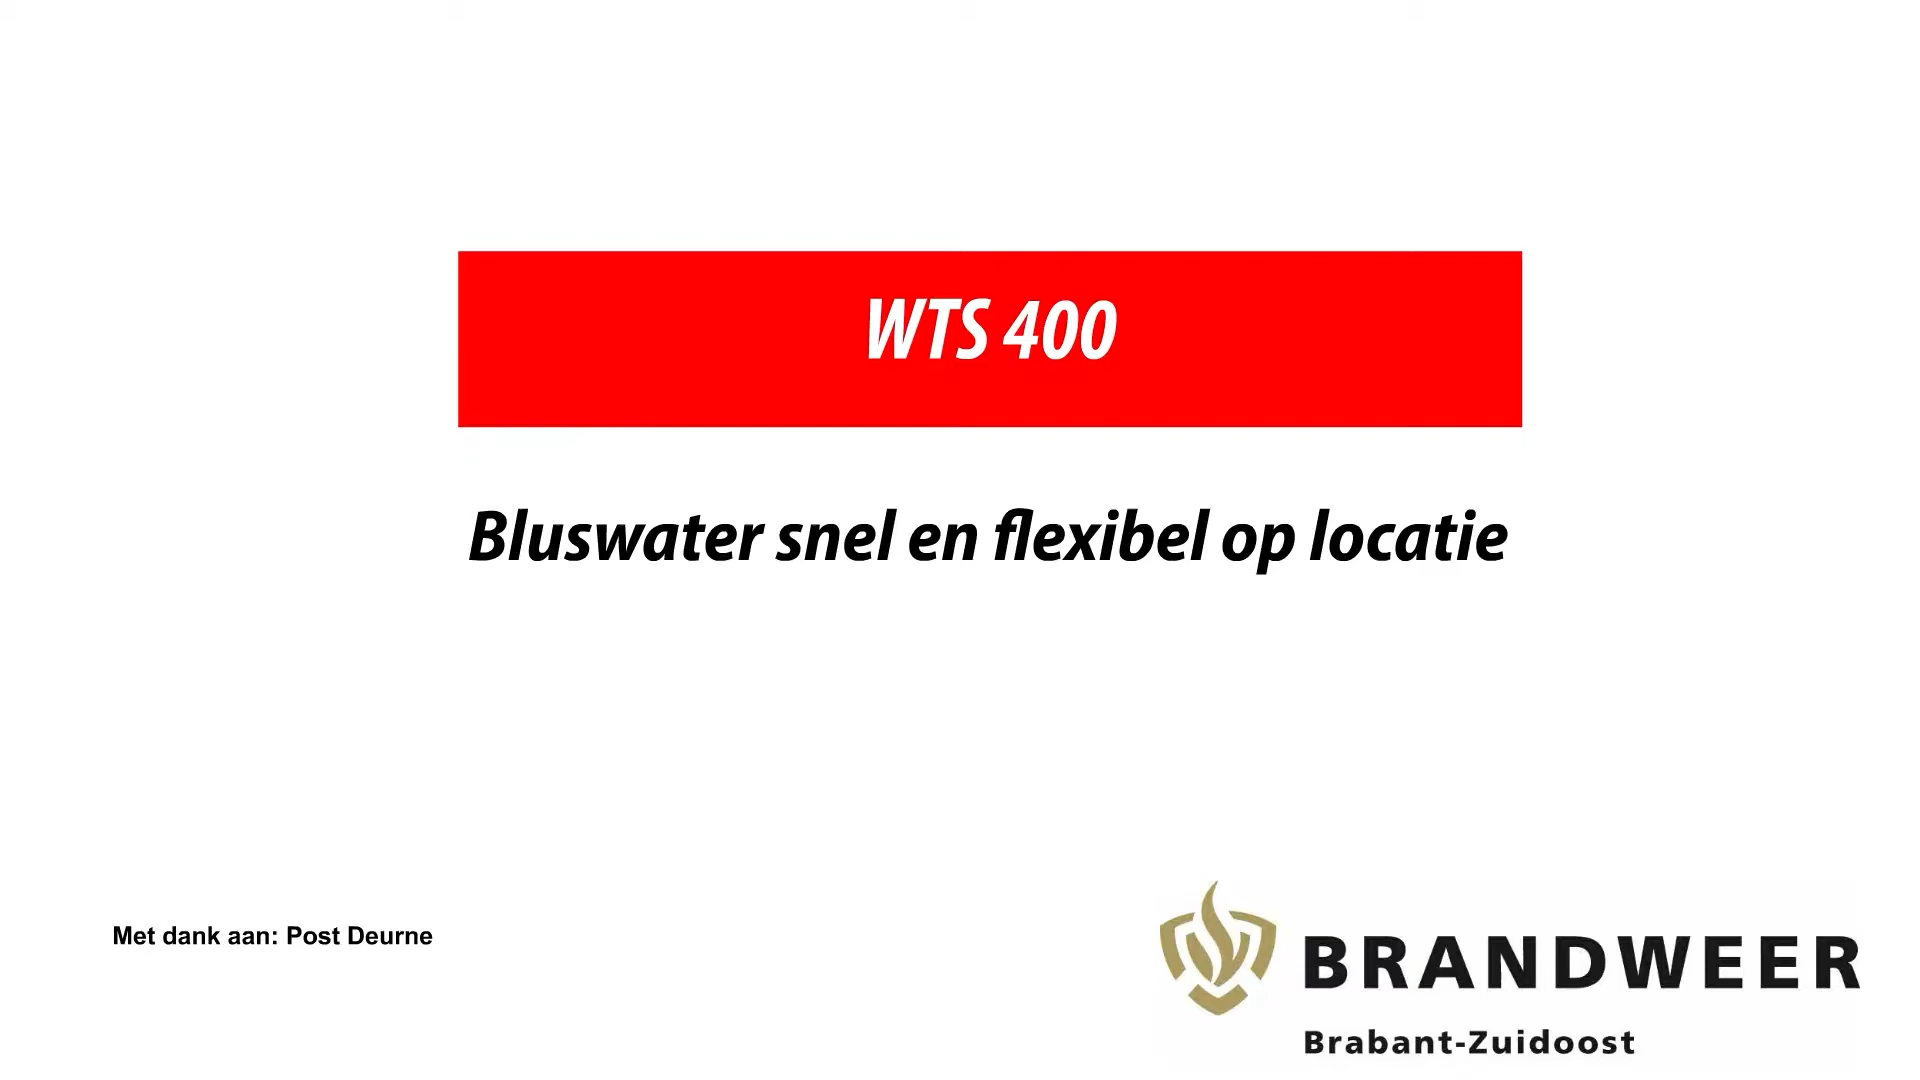 WTS 400
Bluswater snel en flexibel op locatie
Met dank aan: Post Deurne
BRANDWEER
Brabant-Zuidoost